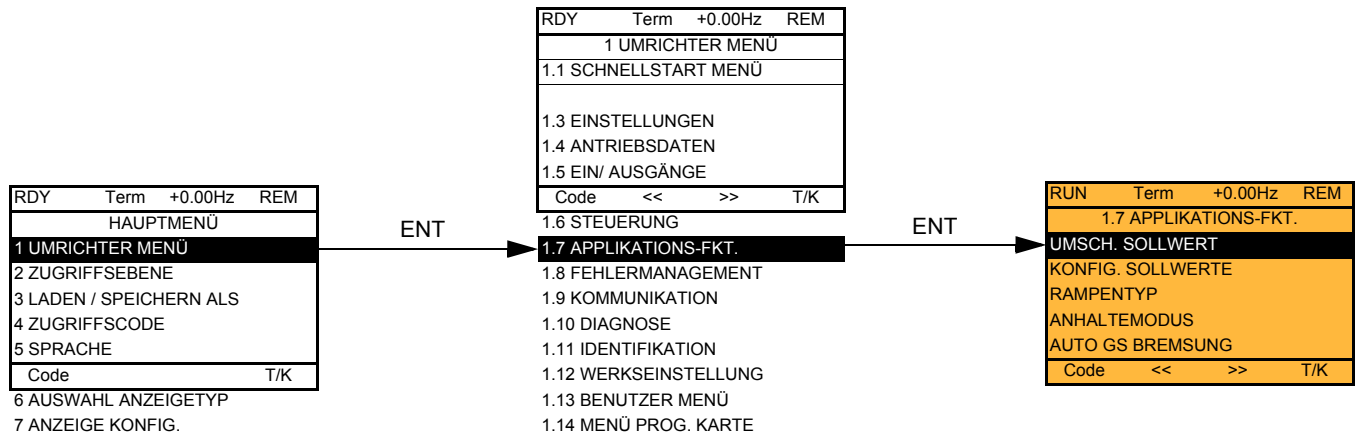 RDY Term +0.00Hz REM
HAUPTMENÜ
1 UMRICHTER MENÜ
2 ZUGRIFFSEBENE
3 LADEN / SPEICHERN ALS
4 ZUGRIFFSCODE
5 SPRACHE
Code T/K
6 AUSWAHL ANZEIGETYP
7 ANZEIGE KONFIG.
ENT
RDY Term +0.00Hz REM
1 UMRICHTER MENÜ
1.1 SCHNELLSTART MENÜ
1.3 EINSTELLUNGEN
1.4 ANTRIEBSDATEN
1.5 EIN/ AUSGÄNGE
Code << >> T/K
1.6 STEUERUNG
1.7 APPLIKATIONS-FKT.
1.8 FEHLERMANAGEMENT
1.9 KOMMUNIKATION
1.10 DIAGNOSE
1.11 IDENTIFIKATION
1.12 WERKSEINSTELLUNG
1.13 BENUTZER MENÜ
1.14 MENÜ PROG. KARTE
ENT
RUN Term +0.00Hz REM
1.7 APPLIKATIONS-FKT.
UMSCH. SOLLWERT
KONFIG. SOLLWERTE
RAMPENTYP
ANHALTEMODUS
AUTO GS BREMSUNG
Code << >> T/K